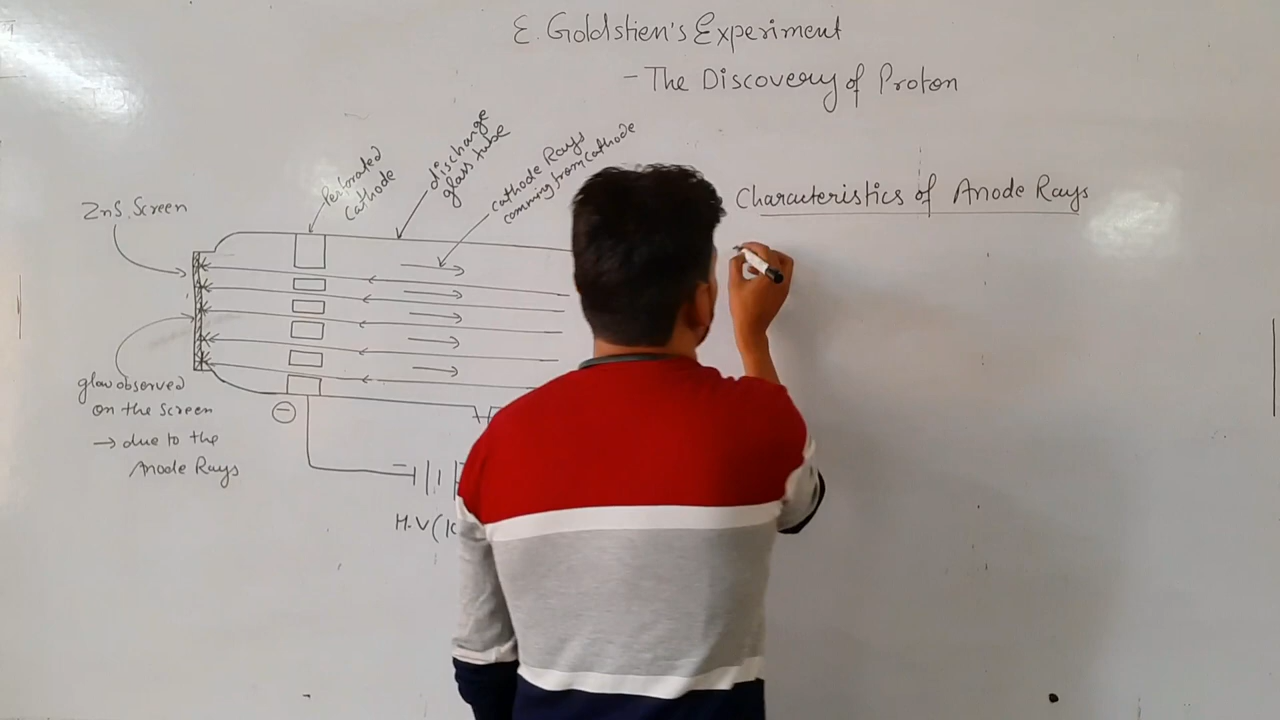 E. Goldstien's Experiment
- The Discovery of Proton
discharge
glass tube
Perforated
cathode
cathode Rays
comming from cathode
ZnS Screen
Characteristics of Anode Rays
glow observed
on the Screen
→ due to the
Anode Rays
−
−
H.V (10